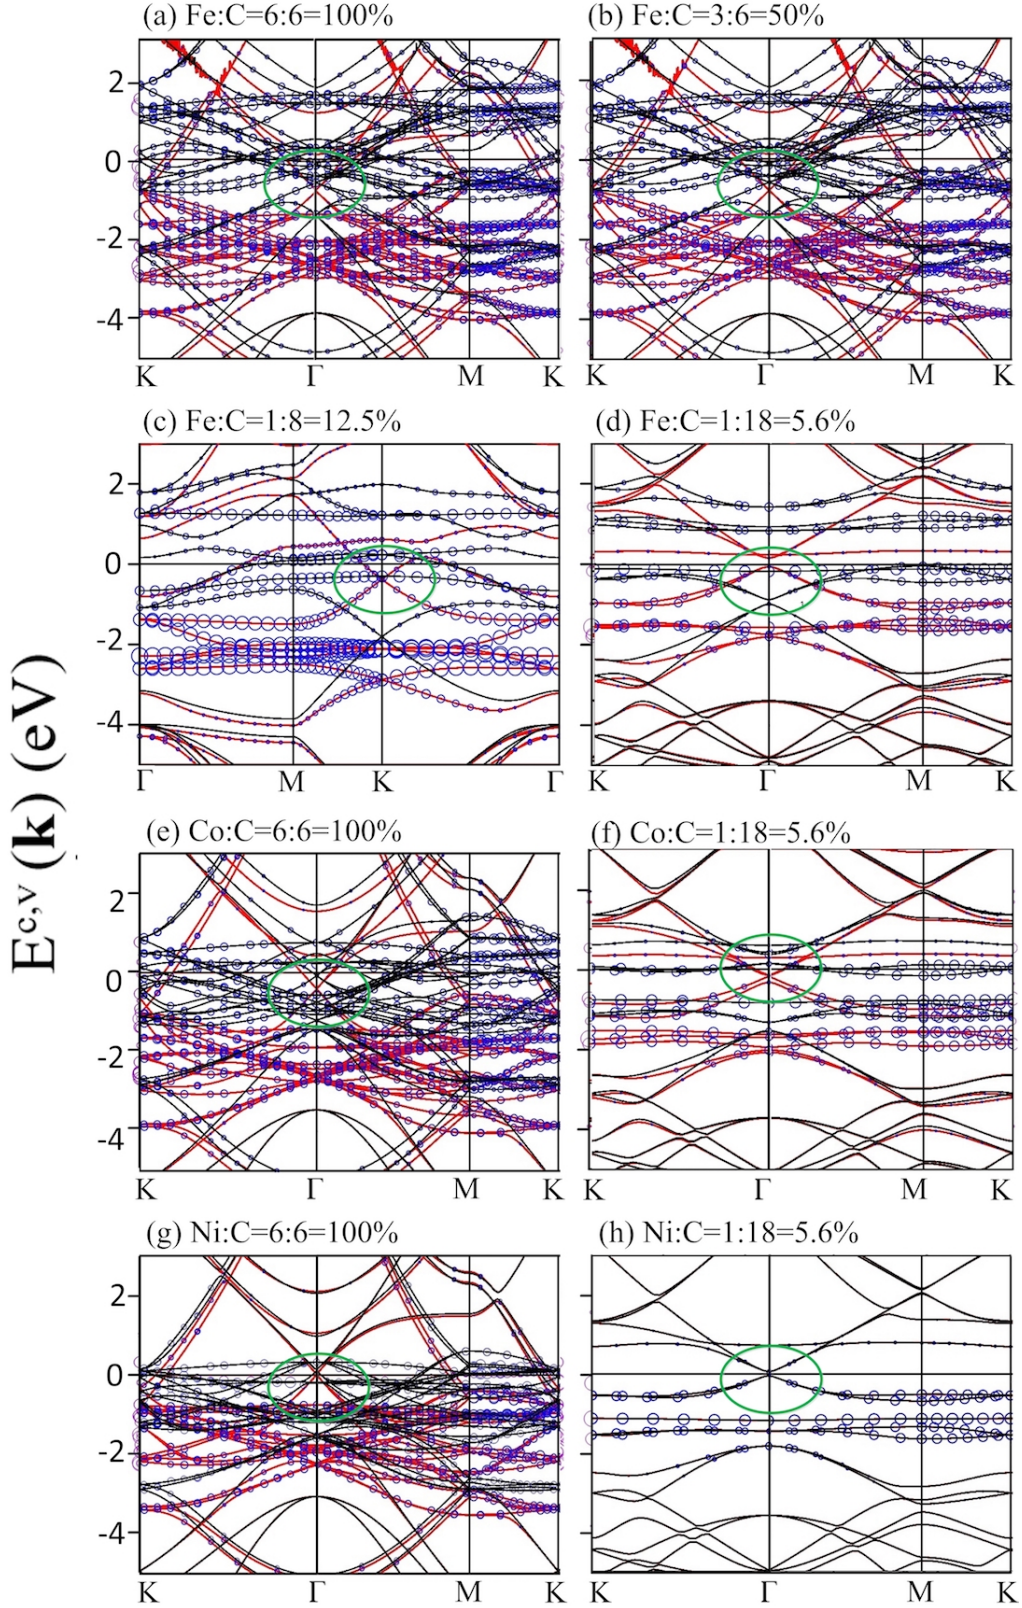 (a) Fe:C=6:6=100%
(b) Fe:C=3:6=50%
2
0
-2
-4
K Γ M K
K Γ M K
(c) Fe:C=1:8=12.5%
(d) Fe:C=1:18=5.6%
2
0
-2
-4
Γ M K Γ
K Γ M K
E^{c,v} (k) (eV)
(e) Co:C=6:6=100%
(f) Co:C=1:18=5.6%
2
0
-2
-4
K Γ M K
K Γ M K
(g) Ni:C=6:6=100%
(h) Ni:C=1:18=5.6%
2
0
-2
-4
K Γ M K
K Γ M K